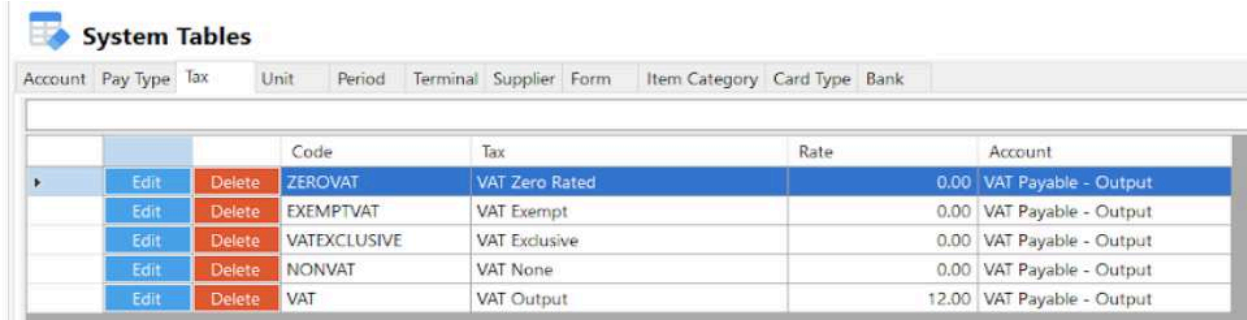 System Tables
Account Pay Type Tax Unit Period Terminal Supplier Form Item Category Card Type Bank
Code Tax Rate Account
Edit Delete ZEROVAT VAT Zero Rated 0.00 VAT Payable - Output
Edit Delete EXEMPTVAT VAT Exempt 0.00 VAT Payable - Output
Edit Delete VATEXCLUSIVE VAT Exclusive 0.00 VAT Payable - Output
Edit Delete NONVAT VAT None 0.00 VAT Payable - Output
Edit Delete VAT VAT Output 12.00 VAT Payable - Output